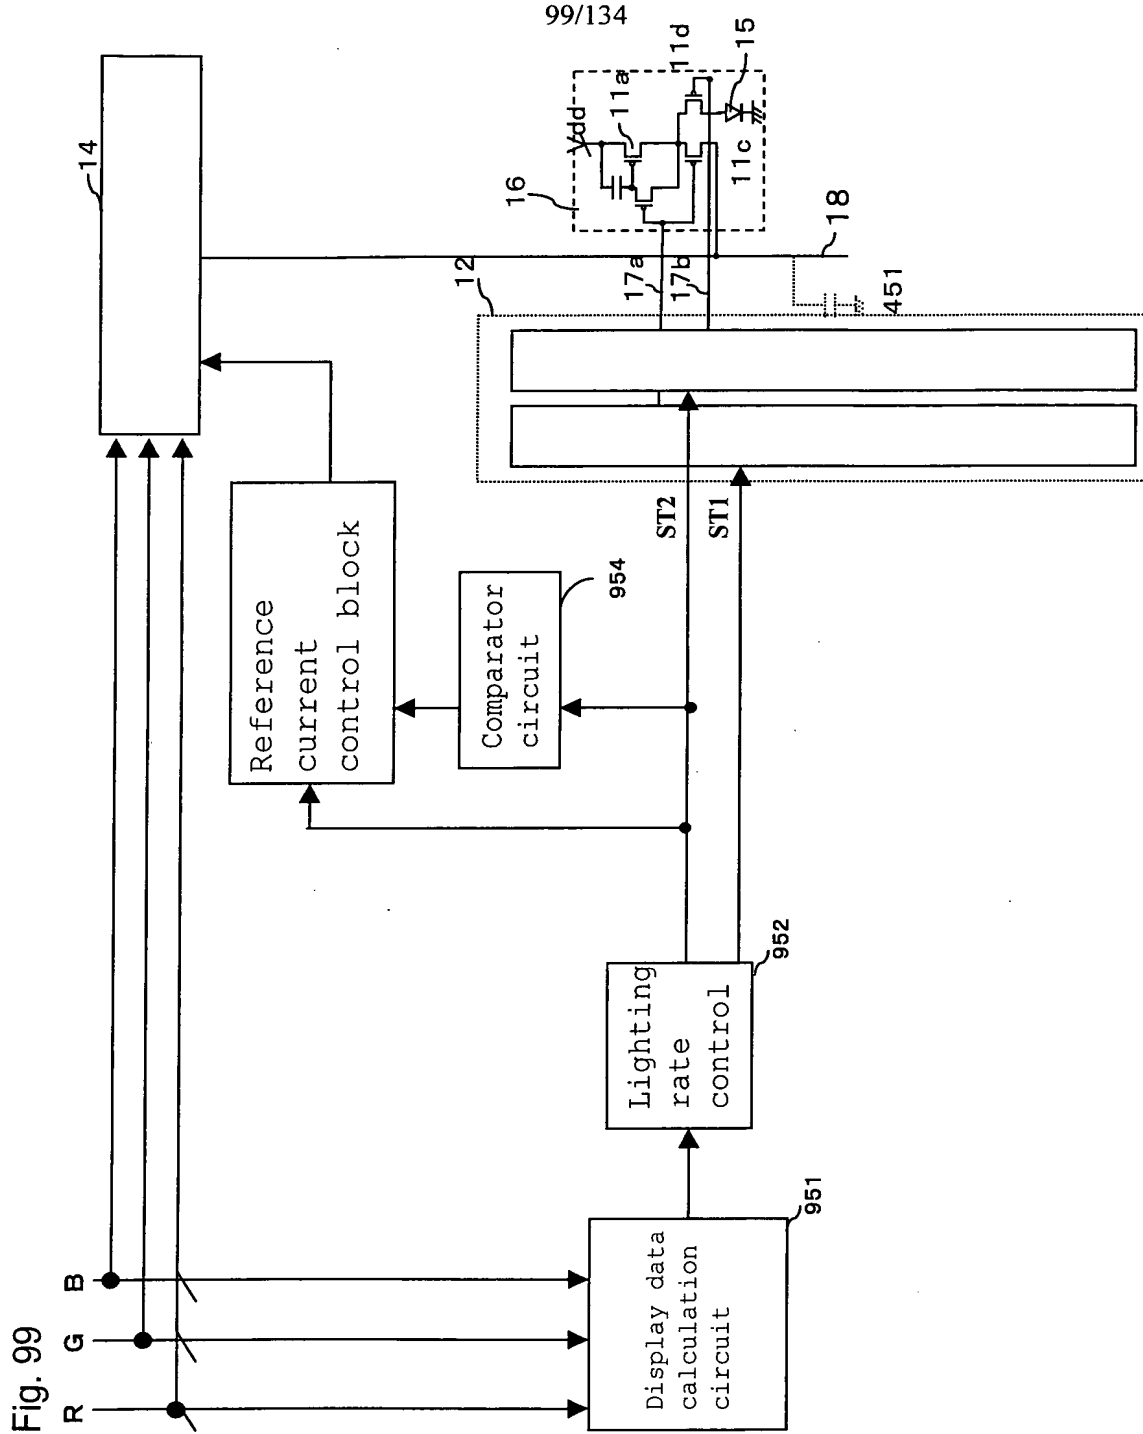 99/134
Fig. 99
R
G
B
14
Reference
current
control block
Comparator
circuit
954
Lighting
rate
control
952
Display data
calculation
circuit
951
ST2
ST1
12
16
Vdd
11a
11d
15
11c
17a
17b
18
451